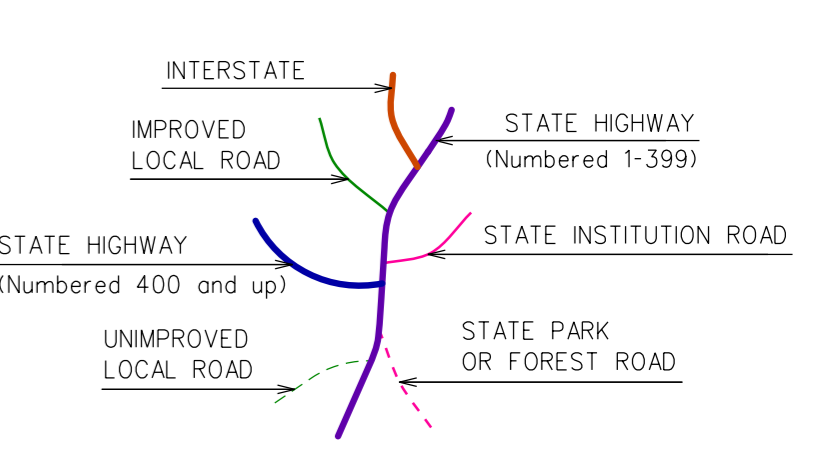 INTERSTATE
STATE HIGHWAY
(Numbered 1-399)
IMPROVED
LOCAL ROAD
STATE HIGHWAY
(Numbered 400 and up)
STATE INSTITUTION ROAD
UNIMPROVED
LOCAL ROAD
STATE PARK
OR FOREST ROAD